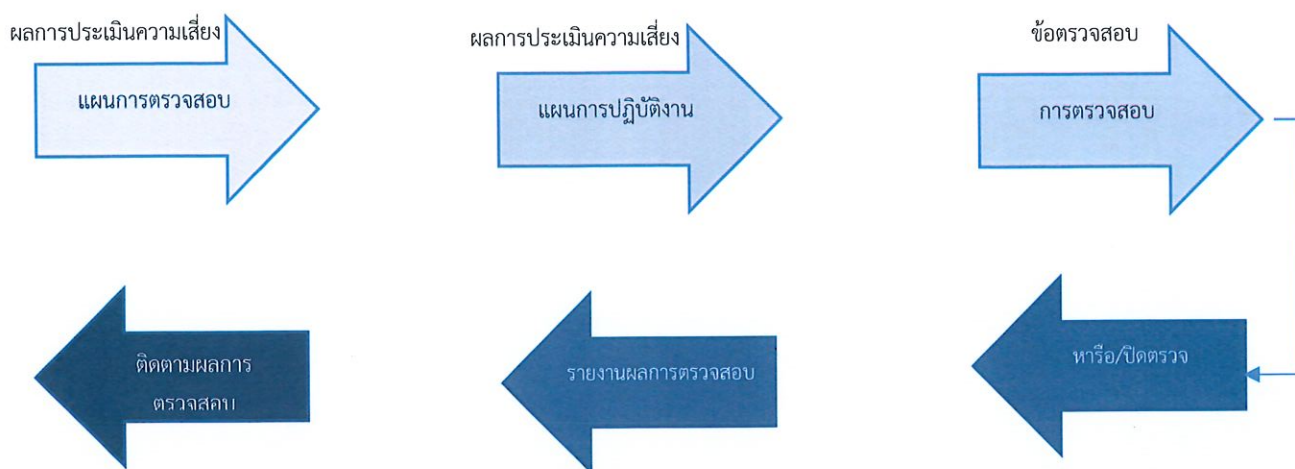 ผลการประเมินความเสี่ยง
แผนการตรวจสอบ
ผลการประเมินความเสี่ยง
แผนการปฏิบัติงาน
ข้อตรวจสอบ
การตรวจสอบ
หารือ/ปิดตรวจ
รายงานผลการตรวจสอบ
ติดตามผลการ
ตรวจสอบ